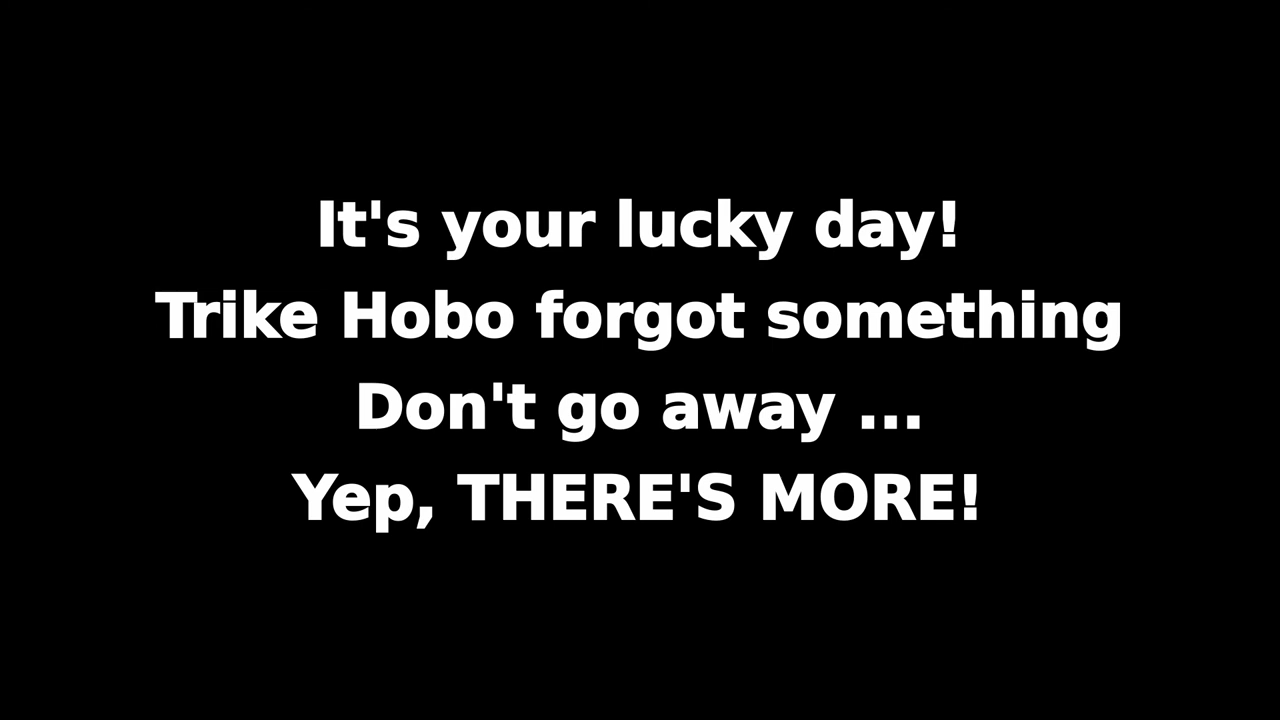 It's your lucky day!
Trike Hobo forgot something
Don't go away ...
Yep, THERE'S MORE!